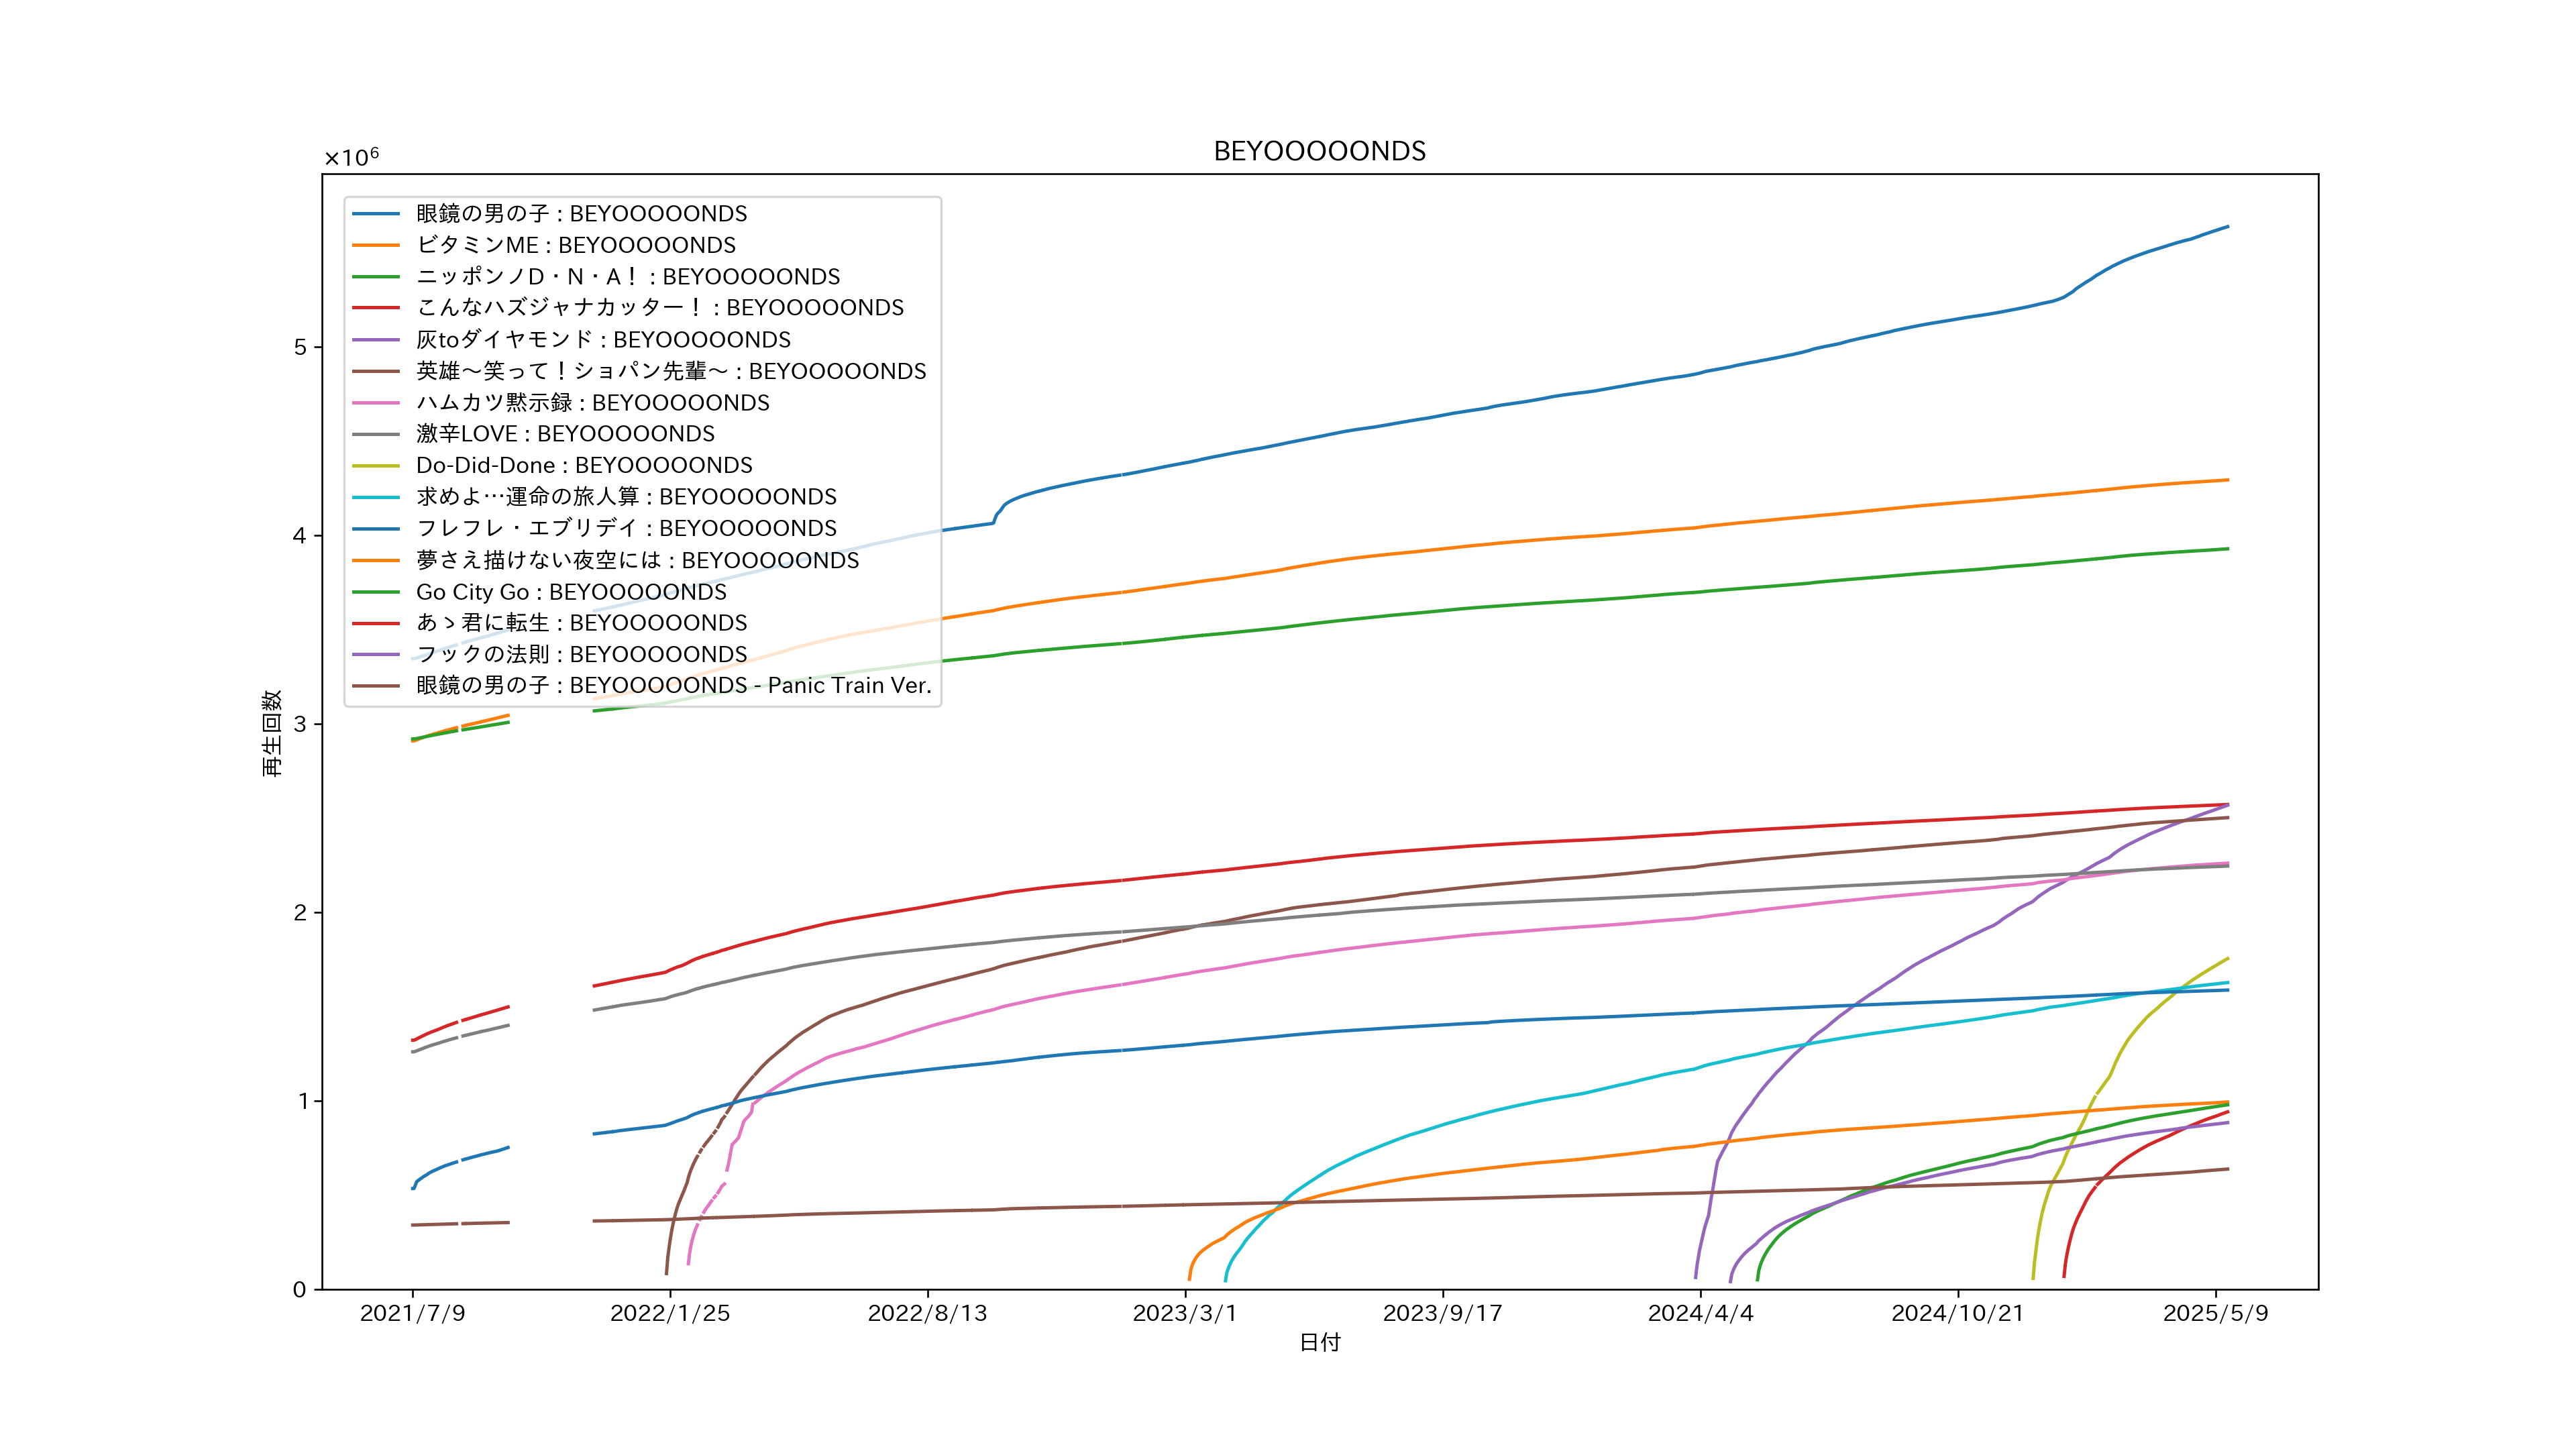 BEYOOOOONDS
×10⁶
眼鏡の男の子 : BEYOOOOONDS
ビタミンME : BEYOOOOONDS
ニッポンノD・N・A！ : BEYOOOOONDS
こんなハズジャナカッター！ : BEYOOOOONDS
灰toダイヤモンド : BEYOOOOONDS
英雄〜笑って！ショパン先輩〜 : BEYOOOOONDS
ハムカツ黙示録 : BEYOOOOONDS
激辛LOVE : BEYOOOOONDS
Do-Did-Done : BEYOOOOONDS
求めよ…運命の旅人算 : BEYOOOOONDS
フレフレ・エブリデイ : BEYOOOOONDS
夢さえ描けない夜空には : BEYOOOOONDS
Go City Go : BEYOOOOONDS
あゝ君に転生 : BEYOOOOONDS
フックの法則 : BEYOOOOONDS
眼鏡の男の子 : BEYOOOOONDS - Panic Train Ver.
再生回数
5
4
3
2
1
0
2021/7/9
2022/1/25
2022/8/13
2023/3/1
2023/9/17
2024/4/4
2024/10/21
2025/5/9
日付